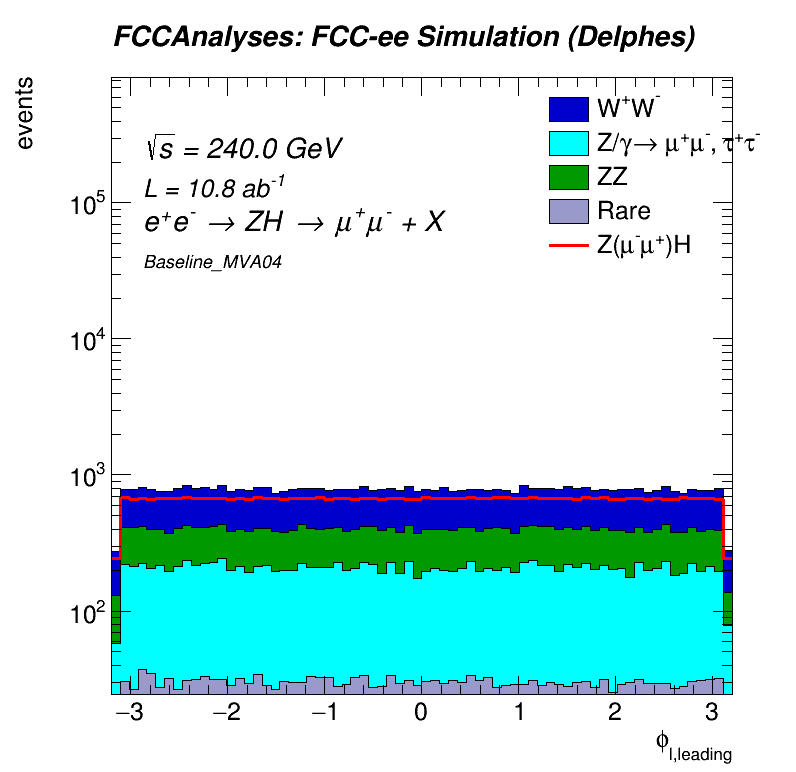 FCCAnalyses: FCC-ee Simulation (Delphes)
events
√s = 240.0 GeV
L = 10.8 ab⁻¹
e⁺e⁻ → ZH → μ⁺μ⁻ + X
Baseline_MVA04
W⁺W⁻
Z/γ→ μ⁺μ⁻, τ⁺τ⁻
ZZ
Rare
Z(μ⁻μ⁺)H
10⁵
10⁴
10³
10²
−3 −2 −1 0 1 2 3
ϕ_l,leading